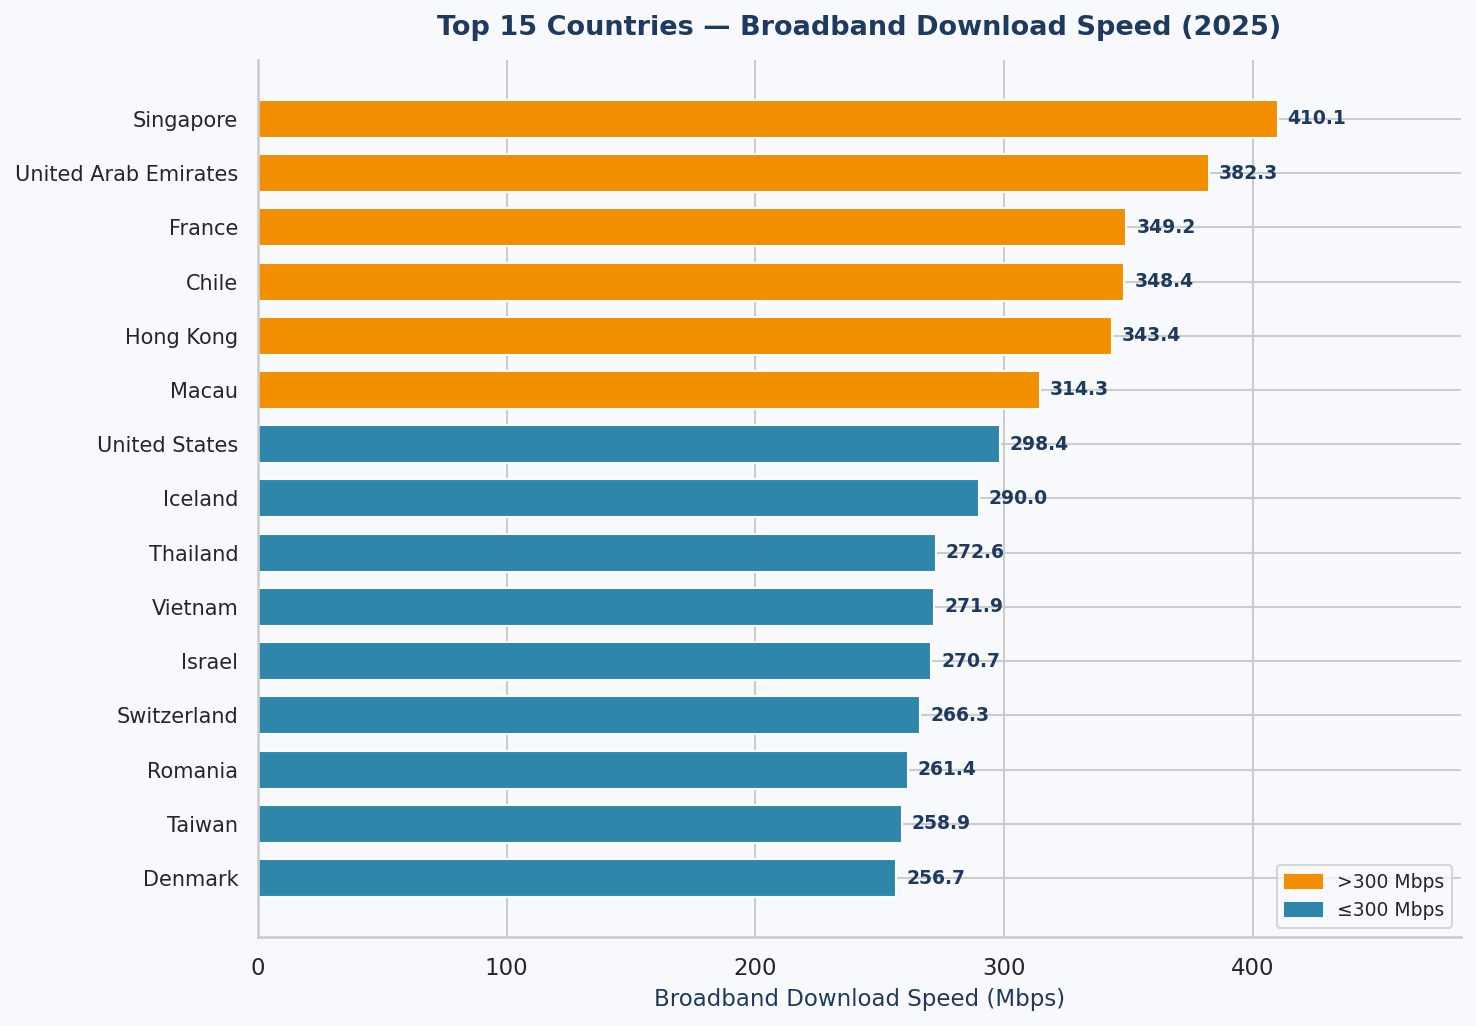 Top 15 Countries — Broadband Download Speed (2025)
Singapore 410.1
United Arab Emirates 382.3
France 349.2
Chile 348.4
Hong Kong 343.4
Macau 314.3
United States 298.4
Iceland 290.0
Thailand 272.6
Vietnam 271.9
Israel 270.7
Switzerland 266.3
Romania 261.4
Taiwan 258.9
Denmark 256.7
>300 Mbps
≤300 Mbps
0 100 200 300 400
Broadband Download Speed (Mbps)